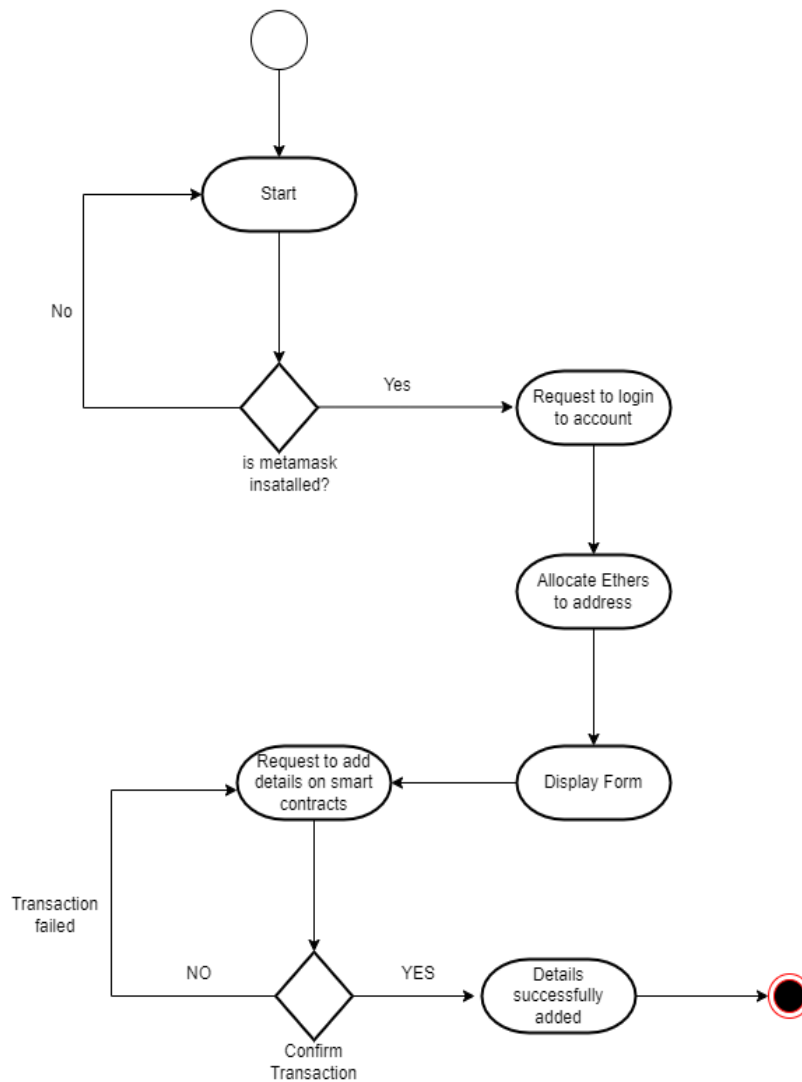 Start
No
Yes
is metamask
insatalled?
Request to login
to account
Allocate Ethers
to address
Display Form
Request to add
details on smart
contracts
Transaction
failed
NO
YES
Confirm
Transaction
Details
successfully
added